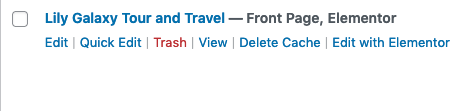 Lily Galaxy Tour and Travel — Front Page, Elementor
Edit | Quick Edit | Trash | View | Delete Cache | Edit with Elementor